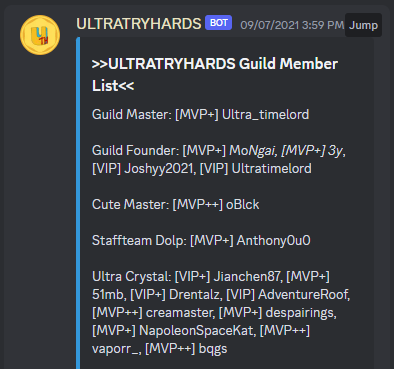 ULTRATRYHARDS BOT 09/07/2021 3:59 PM Jump
>>ULTRATRYHARDS Guild Member
List<<
Guild Master: [MVP+] Ultra_timelord
Guild Founder: [MVP+] MoNgai, [MVP+] 3y,
[VIP] Joshyy2021, [VIP] Ultratimelord
Cute Master: [MVP++] oBlck
Staffteam Dolp: [MVP+] Anthony0u0
Ultra Crystal: [VIP+] Jianchen87, [MVP+]
51mb, [VIP+] Drentalz, [VIP] AdventureRoof,
[MVP++] creamaster, [MVP+] despairings,
[MVP+] NapoleonSpaceKat, [MVP++]
vaporr_, [MVP++] bqgs